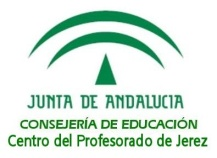 JUNTA DE ANDALUCIA
CONSEJERÍA DE EDUCACIÓN
Centro del Profesorado de Jerez